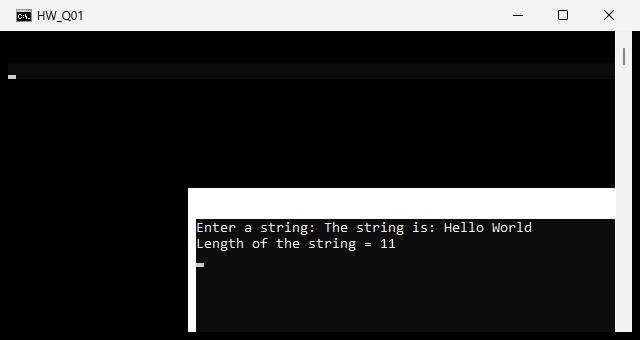 HW_Q01
Enter a string: The string is: Hello World
Length of the string = 11